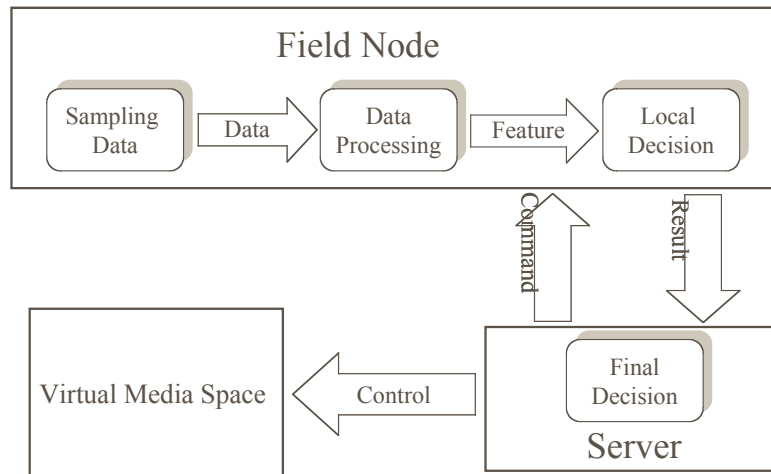 Field Node
Sampling
Data
Data
Data
Processing
Feature
Local
Decision
Command
Result
Virtual Media Space
Control
Final
Decision
Server